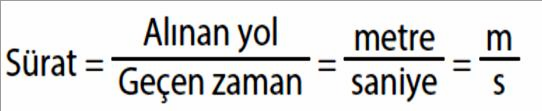 Sürat = Alınan yol / Geçen zaman = metre / saniye = m / s